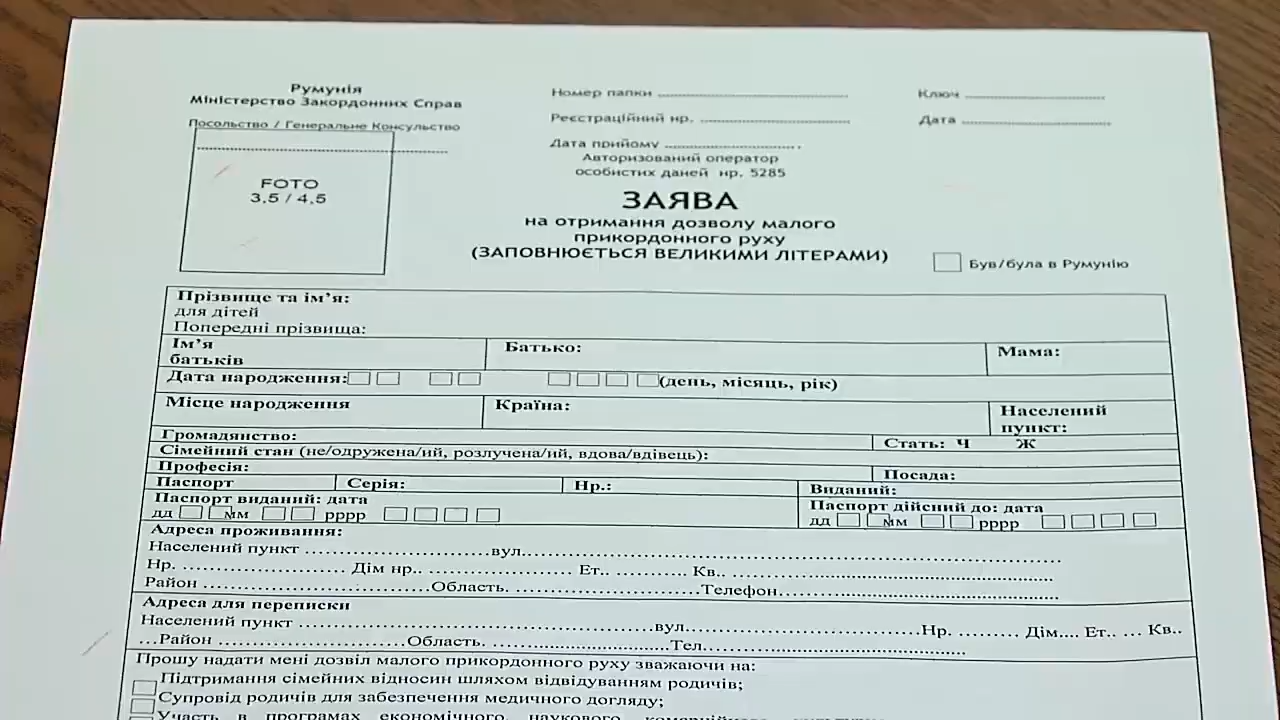 Румунія
Міністерство Закордонних Справ
Посольство / Генеральне Консульство
FOTO
3,5 / 4,5
Номер папки
Ключ
Реєстраційний нр.
Дата
Дата прийому
Авторизований оператор
особистих даней нр. 5285
ЗАЯВА
на отримання дозволу малого
прикордонного руху
(ЗАПОВНЮЄТЬСЯ ВЕЛИКИМИ ЛІТЕРАМИ)
Був/була в Румунію
Прізвище та ім’я:
для дітей
Попередні прізвища:
Ім’я
батьків
Батько:
Мама:
Дата народження: (день, місяць, рік)
Місце народження
Країна:
Населений
пункт:
Громадянство:
Стать: Ч Ж
Сімейний стан (не/одружена/ий, розлучена/ий, вдова/вдівець):
Професія:
Посада:
Паспорт
Серія:
Нр.:
Виданий:
Паспорт виданий: дата
дд мм рррр
Паспорт дійсний до: дата
дд мм рррр
Адреса проживання:
Населений пункт ........................вул...........................
Нр. ...................... Дім нр.. .................. Ет.. .......... Кв.. ..............................
Район ..............................Область. .........................Телефон..............................
Адреса для переписки
Населений пункт ..............................вул..............................Нр. ......... Дім.... Ет.. ... Кв..
...Район .........................Область. .........................Тел..............................
Прошу надати мені дозвіл малого прикордонного руху зважаючи на:
Підтримання сімейних відносин шляхом відвідуванням родичів;
Супровід родичів для забезпечення медичного догляду;
Участь в програмах економічного, наукового,